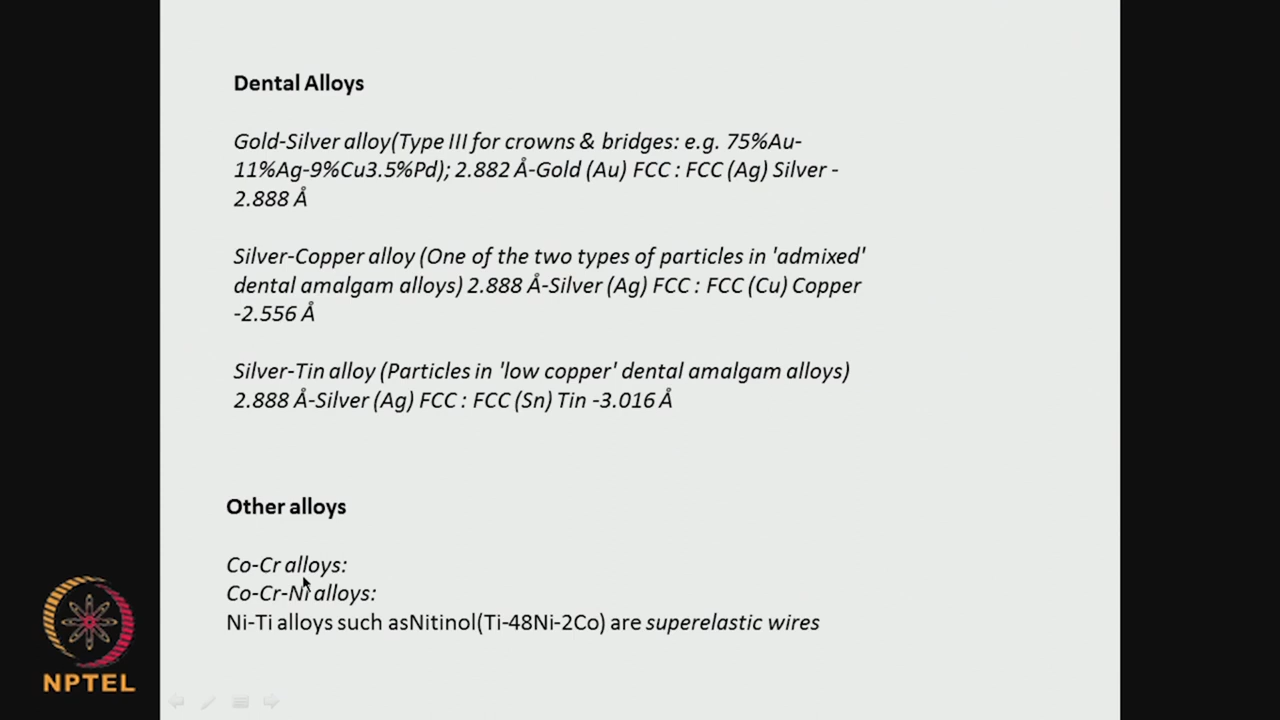 Dental Alloys
Gold-Silver alloy(Type III for crowns & bridges: e.g. 75%Au-
11%Ag-9%Cu3.5%Pd); 2.882 Å-Gold (Au) FCC : FCC (Ag) Silver -
2.888 Å
Silver-Copper alloy (One of the two types of particles in 'admixed'
dental amalgam alloys) 2.888 Å-Silver (Ag) FCC : FCC (Cu) Copper
-2.556 Å
Silver-Tin alloy (Particles in 'low copper' dental amalgam alloys)
2.888 Å-Silver (Ag) FCC : FCC (Sn) Tin -3.016 Å
Other alloys
Co-Cr alloys:
Co-Cr-Ni alloys:
Ni-Ti alloys such asNitinol(Ti-48Ni-2Co) are superelastic wires
NPTEL